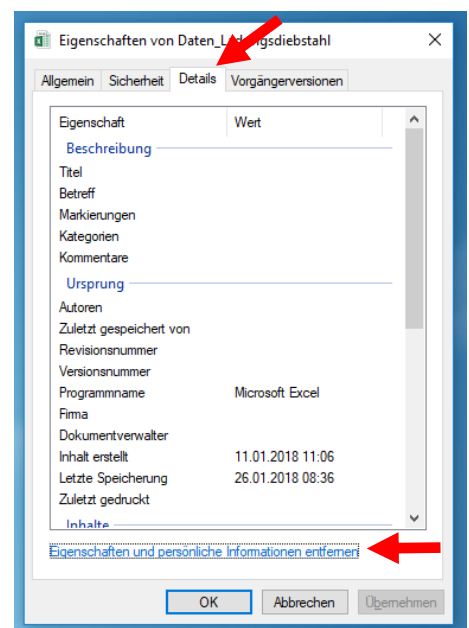 Eigenschaften von Daten_L dingsdiebstahl
Allgemein Sicherheit Details Vorgängerversionen
Eigenschaft Wert
Beschreibung
Titel
Betreff
Markierungen
Kategorien
Kommentare
Ursprung
Autoren
Zuletzt gespeichert von
Revisionsnummer
Versionsnummer
Programmname Microsoft Excel
Firma
Dokumentverwalter
Inhalt erstellt 11.01.2018 11:06
Letzte Speicherung 26.01.2018 08:36
Zuletzt gedruckt
Inhalte
Eigenschaften und persönliche Informationen entfernen
OK Abbrechen Übernehmen